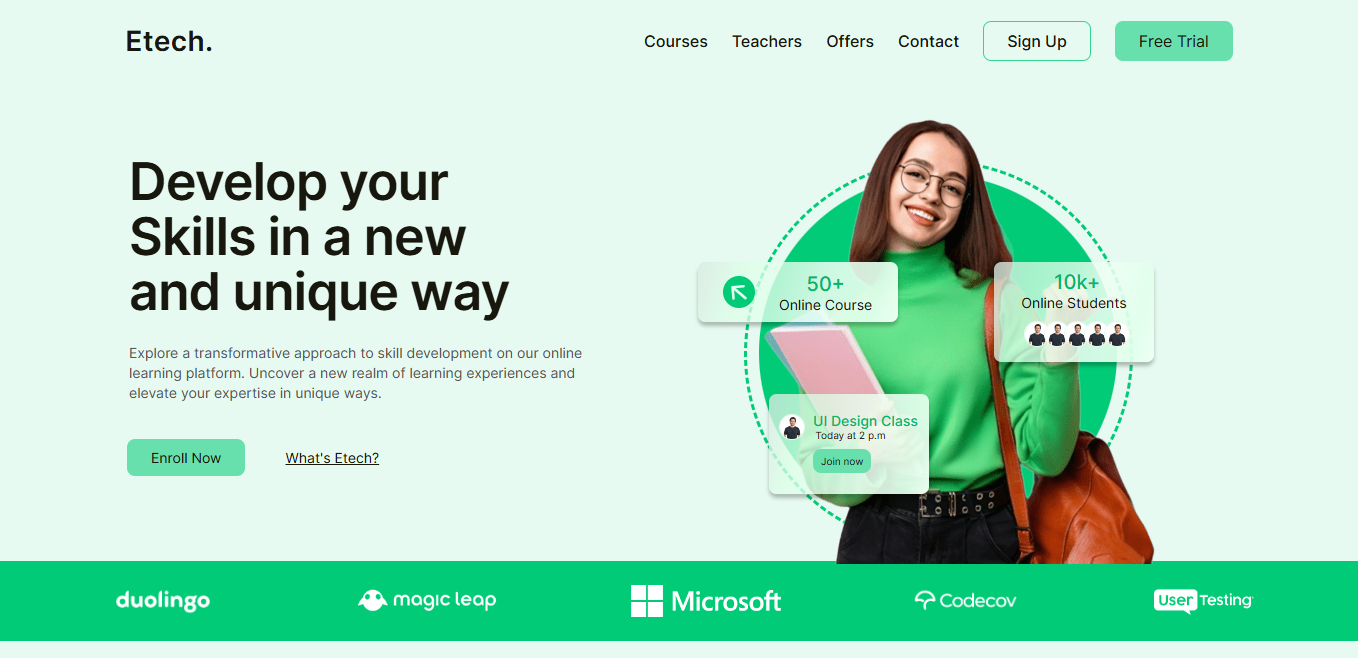 Etech.
Courses
Teachers
Offers
Contact
Sign Up
Free Trial
Develop your
Skills in a new
and unique way
Explore a transformative approach to skill development on our online
learning platform. Uncover a new realm of learning experiences and
elevate your expertise in unique ways.
Enroll Now
What's Etech?
50+
Online Course
10k+
Online Students
UI Design Class
Today at 2 p.m
Join now
duolingo
magic leap
Microsoft
Codecov
UserTesting